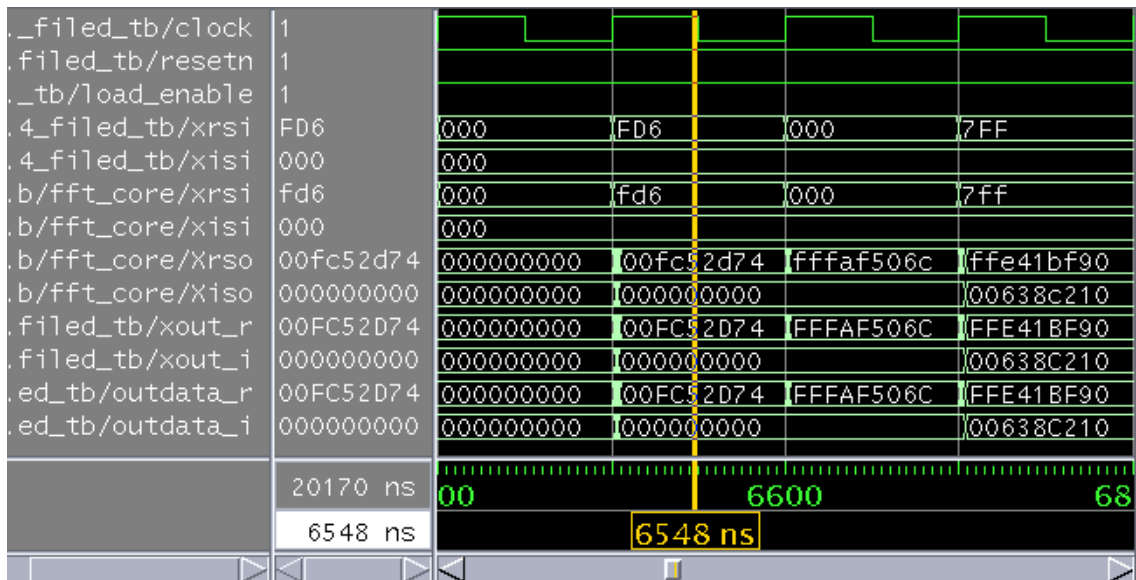 ._filed_tb/clock 1
.filed_tb/resetn 1
._tb/load_enable 1
.4_filed_tb/xrsi FD6 000 FD6 000 7FF
.4_filed_tb/xisi 000 000
.b/fft_core/xrsi fd6 000 fd6 000 7ff
.b/fft_core/xisi 000 000
.b/fft_core/Xrso 00fc52d74 000000000 00fc52d74 fffaf506c ffe41bf90
.b/fft_core/Xiso 000000000 000000000 000000000 00638c210
.filed_tb/xout_r 00FC52D74 000000000 00FC52D74 FFFAF506C FFE41BF90
.filed_tb/xout_i 000000000 000000000 000000000 00638C210
.ed_tb/outdata_r 00FC52D74 000000000 00FC52D74 FFFAF506C FFE41BF90
.ed_tb/outdata_i 000000000 000000000 000000000 00638C210
20170 ns 00 6600 68
6548 ns 6548 ns